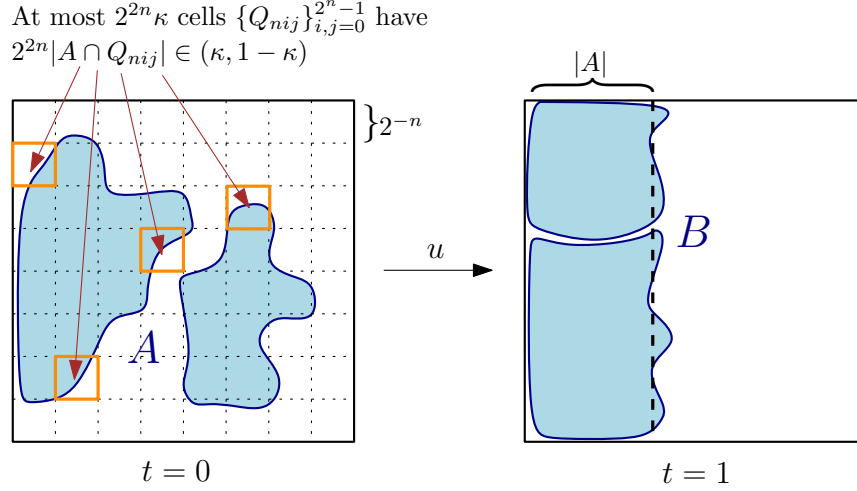 At most 2^{2n}κ cells {Q_{nij}}_{i,j=0}^{2^n−1} have
2^{2n}|A ∩ Q_{nij}| ∈ (κ, 1 − κ)
|A|
}2^{−n}
A
u
B
t = 0
t = 1